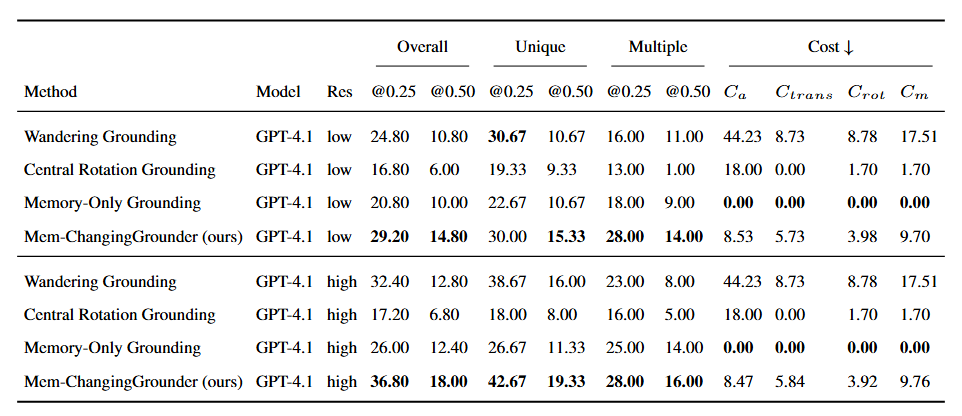 Overall Unique Multiple Cost ↓
Method Model Res @0.25 @0.50 @0.25 @0.50 @0.25 @0.50 C_a C_trans C_rot C_m
Wandering Grounding GPT-4.1 low 24.80 10.80 30.67 10.67 16.00 11.00 44.23 8.73 8.78 17.51
Central Rotation Grounding GPT-4.1 low 16.80 6.00 19.33 9.33 13.00 1.00 18.00 0.00 1.70 1.70
Memory-Only Grounding GPT-4.1 low 20.80 10.00 22.67 10.67 18.00 9.00 0.00 0.00 0.00 0.00
Mem-ChangingGrounder (ours) GPT-4.1 low 29.20 14.80 30.00 15.33 28.00 14.00 8.53 5.73 3.98 9.70
Wandering Grounding GPT-4.1 high 32.40 12.80 38.67 16.00 23.00 8.00 44.23 8.73 8.78 17.51
Central Rotation Grounding GPT-4.1 high 17.20 6.80 18.00 8.00 16.00 5.00 18.00 0.00 1.70 1.70
Memory-Only Grounding GPT-4.1 high 26.00 12.40 26.67 11.33 25.00 14.00 0.00 0.00 0.00 0.00
Mem-ChangingGrounder (ours) GPT-4.1 high 36.80 18.00 42.67 19.33 28.00 16.00 8.47 5.84 3.92 9.76